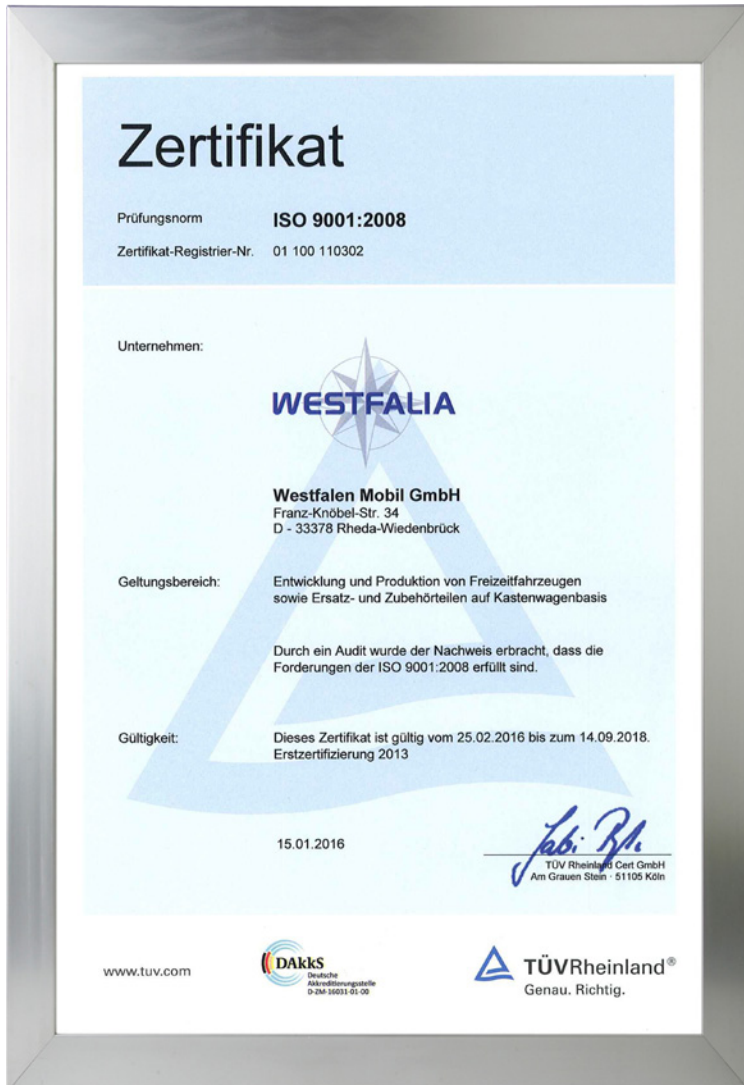 Zertifikat
Prüfungsnorm ISO 9001:2008
Zertifikat-Registrier-Nr. 01 100 110302
Unternehmen:
WESTFALIA
Westfalen Mobil GmbH
Franz-Knöbel-Str. 34
D - 33378 Rheda-Wiedenbrück
Geltungsbereich: Entwicklung und Produktion von Freizeitfahrzeugen
sowie Ersatz- und Zubehörteilen auf Kastenwagenbasis
Durch ein Audit wurde der Nachweis erbracht, dass die
Forderungen der ISO 9001:2008 erfüllt sind.
Gültigkeit: Dieses Zertifikat ist gültig vom 25.02.2016 bis zum 14.09.2018.
Erstzertifizierung 2013
15.01.2016
TÜV Rheinland Cert GmbH
Am Grauen Stein · 51105 Köln
www.tuv.com
DAkkS
Deutsche
Akkreditierungsstelle
D-ZM-16031-01-00
TÜVRheinland®
Genau. Richtig.